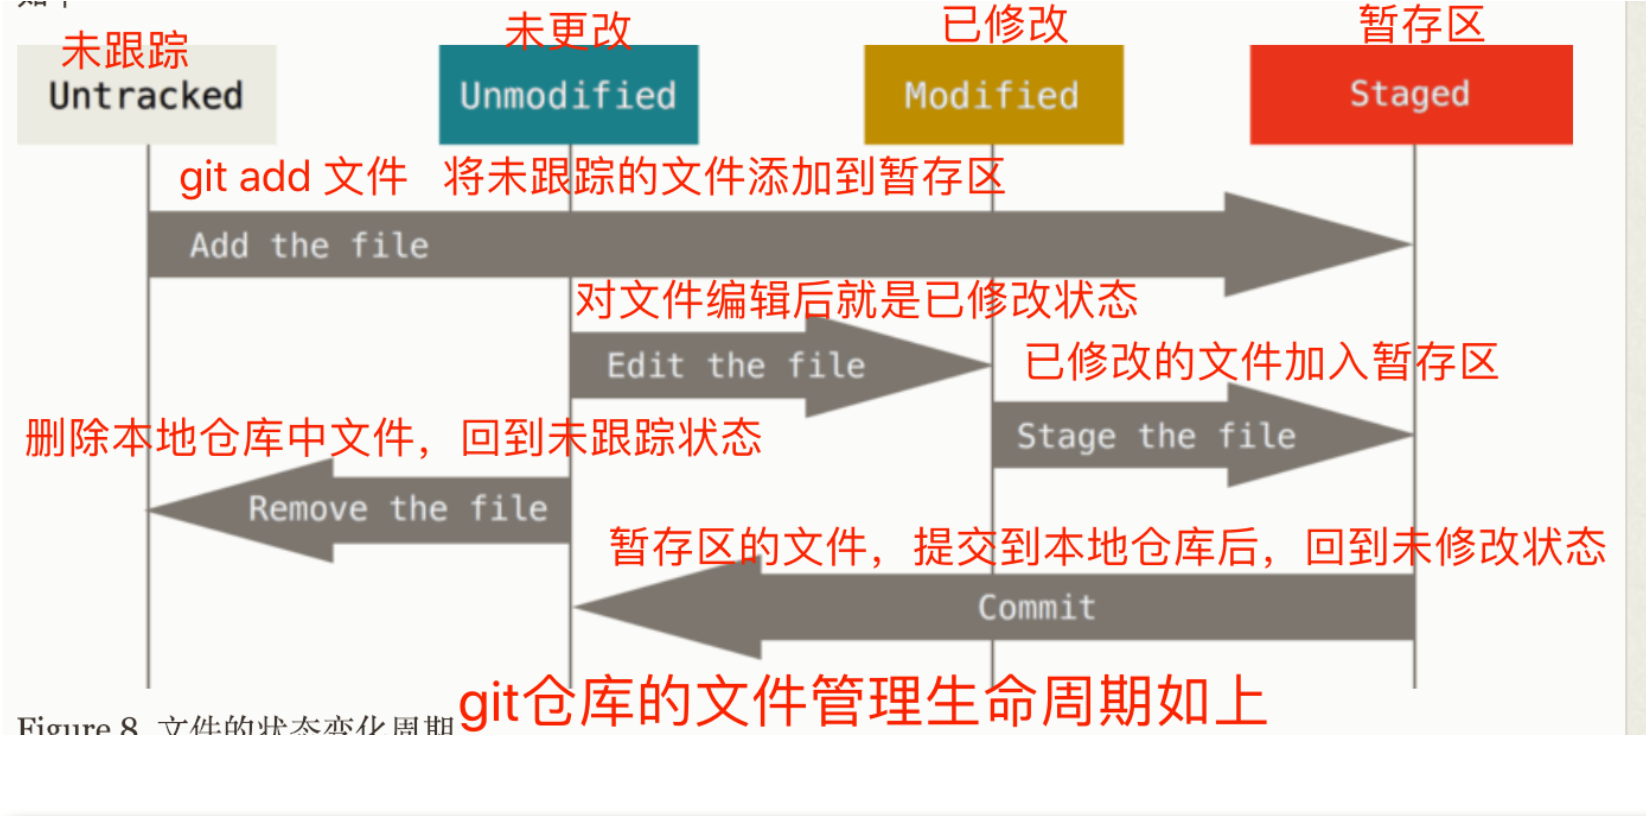 未跟踪
未更改
已修改
暂存区
Untracked
Unmodified
Modified
Staged
git add 文件 将未跟踪的文件添加到暂存区
Add the file
对文件编辑后就是已修改状态
Edit the file
已修改的文件加入暂存区
Stage the file
删除本地仓库中文件，回到未跟踪状态
Remove the file
暂存区的文件，提交到本地仓库后，回到未修改状态
Commit
git仓库的文件管理生命周期如上
Figure 8. 文件的状态变化周期